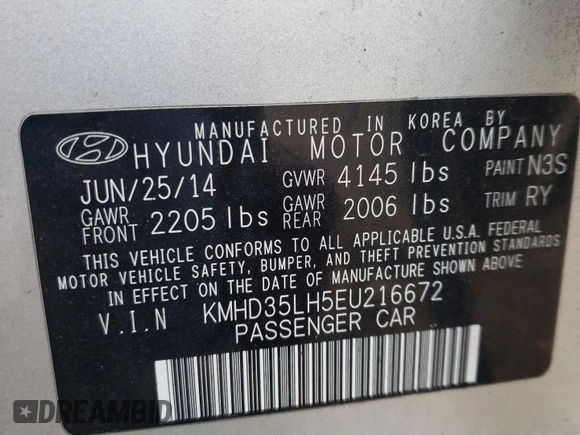 MANUFACTURED IN KOREA BY
HYUNDAI MOTOR COMPANY
JUN/25/14 GVWR 4145 lbs PAINT N3S
GAWR FRONT 2205 lbs GAWR REAR 2006 lbs TRIM RY
THIS VEHICLE CONFORMS TO ALL APPLICABLE U.S.A. FEDERAL
MOTOR VEHICLE SAFETY, BUMPER, AND THEFT PREVENTION STANDARDS
IN EFFECT ON THE DATE OF MANUFACTURE SHOWN ABOVE.
V.I.N KMHD35LH5EU216672
PASSENGER CAR
DREAMBID